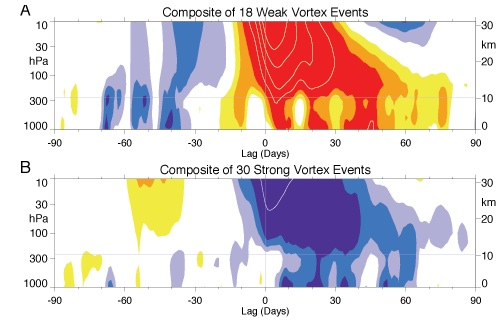 A
Composite of 18 Weak Vortex Events
10
30
hPa
100
300
1000
30
km
20
10
0
-90 -60 -30 0 30 60 90
Lag (Days)
B
Composite of 30 Strong Vortex Events
10
30
hPa
100
300
1000
30
km
20
10
0
-90 -60 -30 0 30 60 90
Lag (Days)